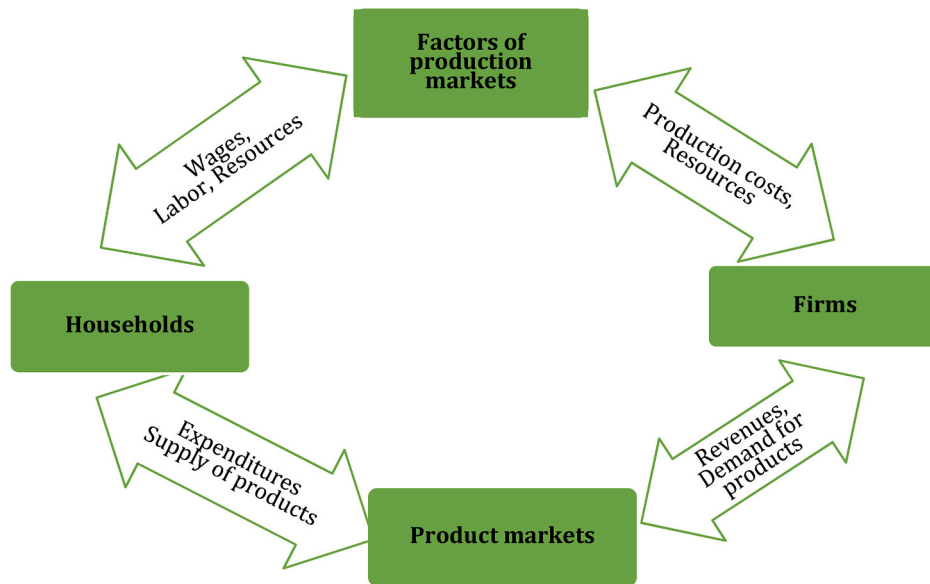 Factors of
production
markets
Wages,
Labor, Resources
Production costs,
Resources
Households
Firms
Expenditures
Supply of products
Revenues,
Demand for
products
Product markets